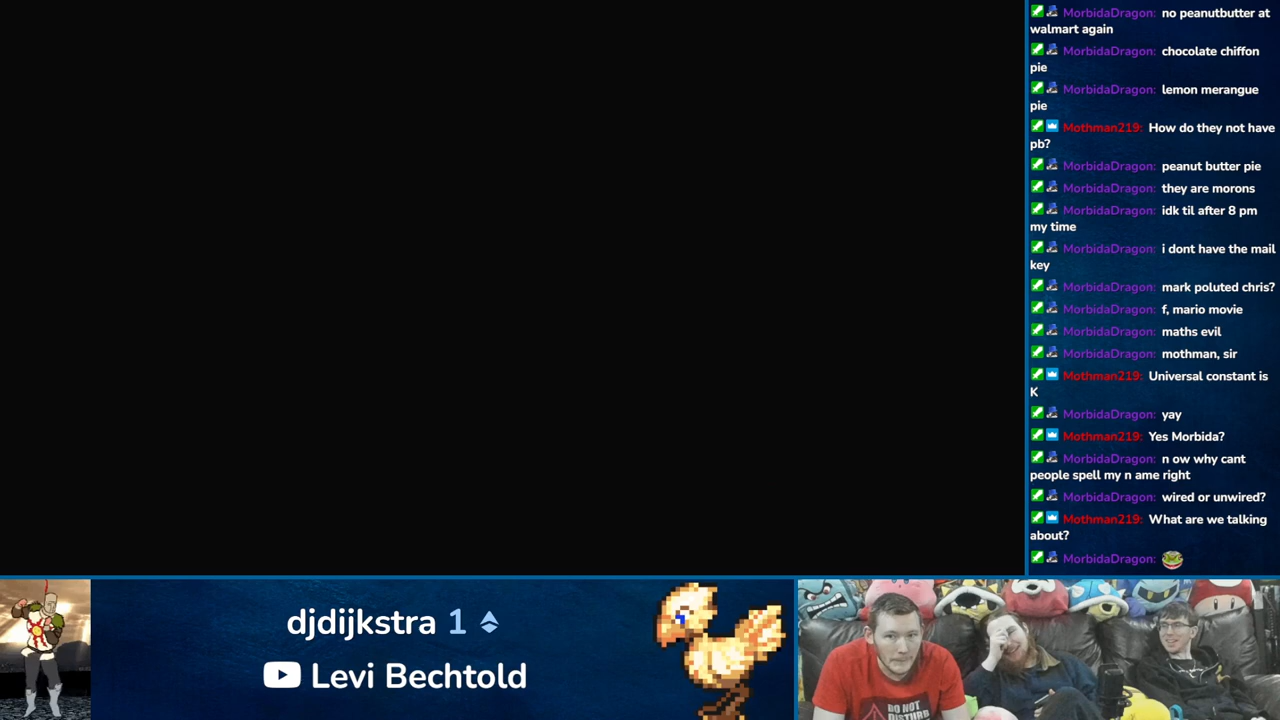 MorbidaDragon: no peanutbutter at
walmart again
MorbidaDragon: chocolate chiffon
pie
MorbidaDragon: lemon merangue
pie
Mothman219: How do they not have
pb?
MorbidaDragon: peanut butter pie
MorbidaDragon: they are morons
MorbidaDragon: idk til after 8 pm
my time
MorbidaDragon: i dont have the mail
key
MorbidaDragon: mark poluted chris?
MorbidaDragon: f, mario movie
MorbidaDragon: maths evil
MorbidaDragon: mothman, sir
Mothman219: Universal constant is
K
MorbidaDragon: yay
Mothman219: Yes Morbida?
MorbidaDragon: n ow why cant
people spell my n ame right
MorbidaDragon: wired or unwired?
Mothman219: What are we talking
about?
MorbidaDragon:
djdijkstra 1
Levi Bechtold
DO NOT
DISTURB